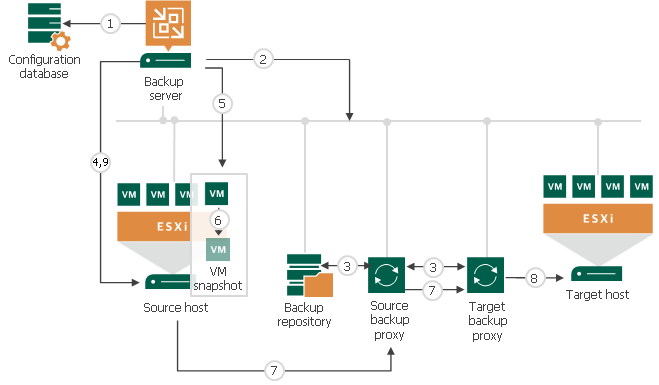 1
Configuration
database
Backup
server
2
5
4,9
VM
VM
VM
VM
ESXi
6
VM
VM
snapshot
Source host
VM
VM
VM
VM
ESXi
Target host
3
3
7
8
Backup
repository
Source
backup
proxy
Target
backup
proxy
7